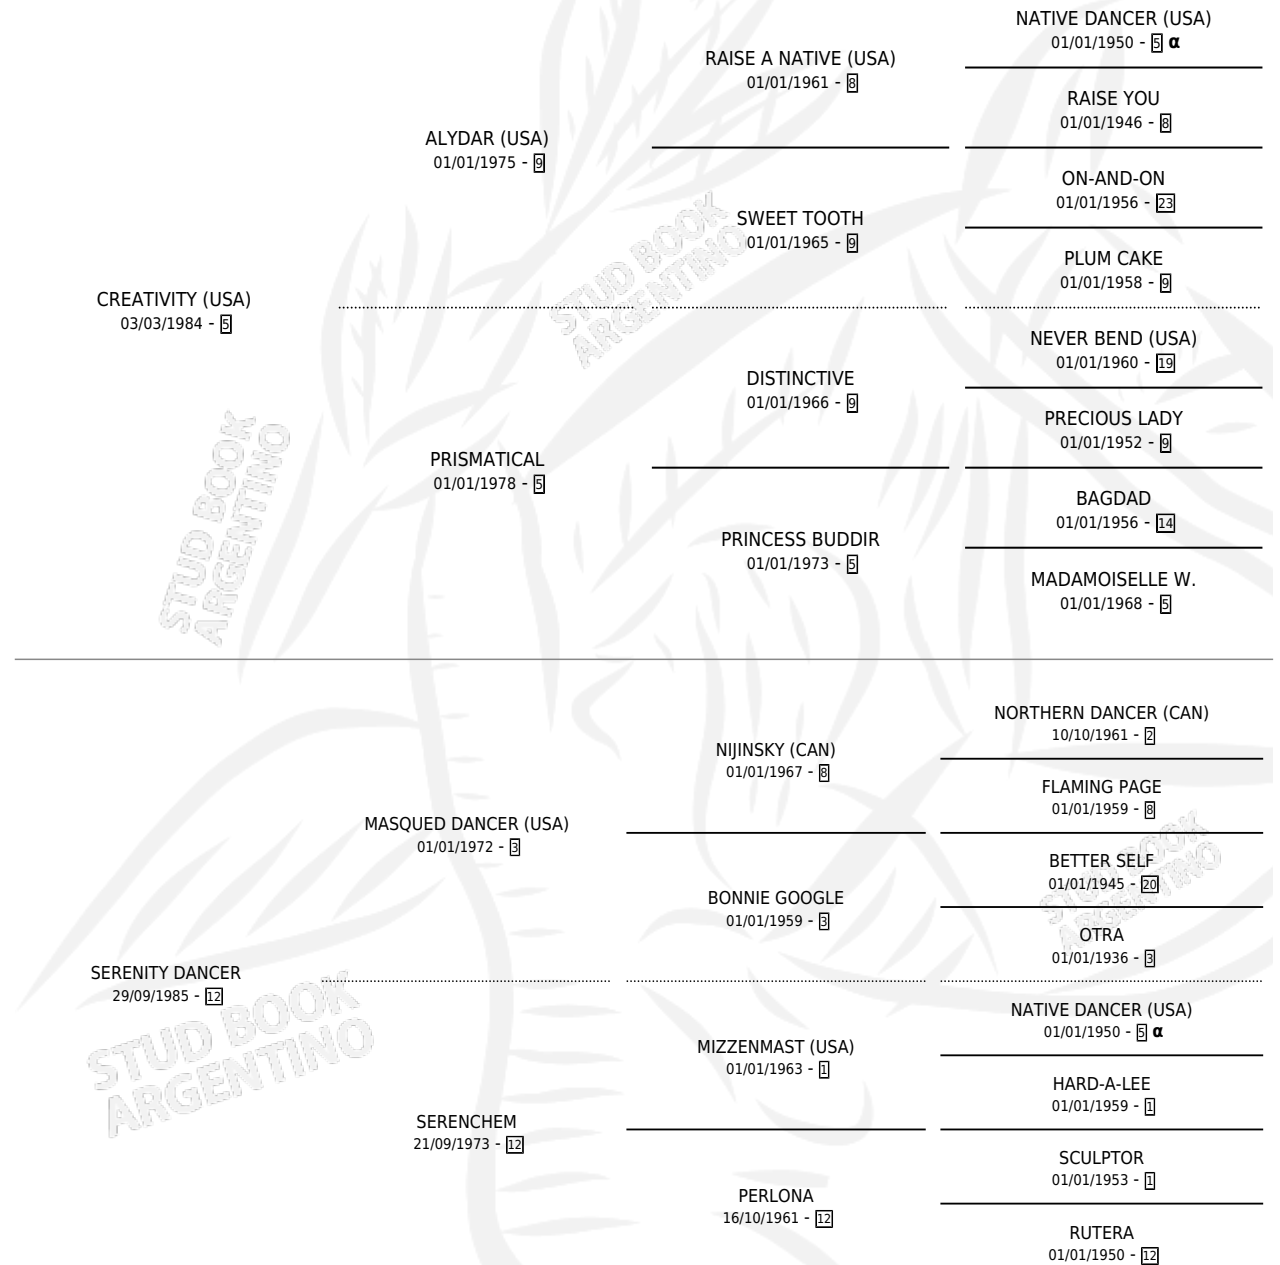 NATIVE DANCER (USA)
01/01/1950 - 5 α
RAISE A NATIVE (USA)
01/01/1961 - 8
RAISE YOU
01/01/1946 - 8
ALYDAR (USA)
01/01/1975 - 9
ON-AND-ON
01/01/1956 - 23
SWEET TOOTH
01/01/1965 - 9
PLUM CAKE
01/01/1958 - 9
CREATIVITY (USA)
03/03/1984 - 5
STUD BOOK
ARGENTINO
NEVER BEND (USA)
01/01/1960 - 19
DISTINCTIVE
01/01/1966 - 9
PRECIOUS LADY
01/01/1952 - 9
PRISMATICAL
01/01/1978 - 5
BAGDAD
01/01/1956 - 14
PRINCESS BUDDIR
01/01/1973 - 5
MADAMOISELLE W.
01/01/1968 - 5
STUD BOOK
ARGENTINO
NORTHERN DANCER (CAN)
10/10/1961 - 2
NIJINSKY (CAN)
01/01/1967 - 8
FLAMING PAGE
01/01/1959 - 8
MASQUED DANCER (USA)
01/01/1972 - 3
BETTER SELF
01/01/1945 - 20
BONNIE GOOGLE
01/01/1959 - 3
OTRA
01/01/1936 - 3
STUD BOOK
ARGENTINO
SERENITY DANCER
29/09/1985 - 12
NATIVE DANCER (USA)
01/01/1950 - 5 α
MIZZENMAST (USA)
01/01/1963 - 1
HARD-A-LEE
01/01/1959 - 1
STUD BOOK
ARGENTINO
SERENCHEM
21/09/1973 - 12
SCULPTOR
01/01/1953 - 1
PERLONA
16/10/1961 - 12
RUTERA
01/01/1950 - 12